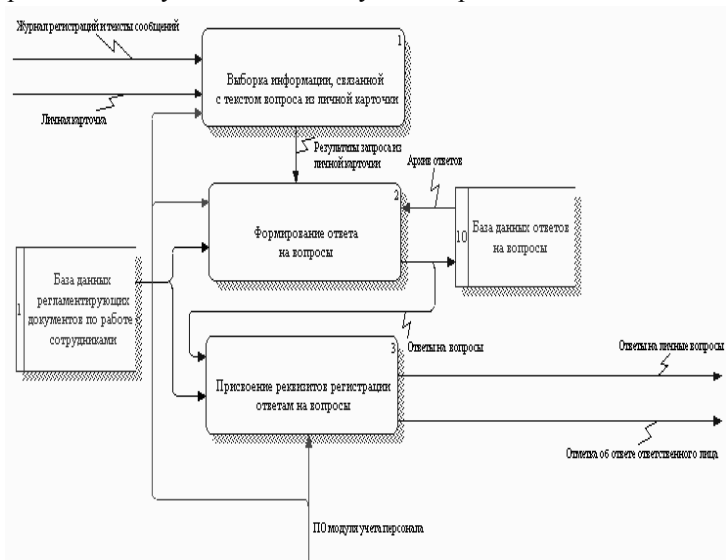 Журнал регистраций и тексты сообщений
1
Выборка информации, связанной
с текстом вопроса из личной карточки
Личная карточка
Результаты запроса из
личной карточки
Архив ответов
2
Формирование ответа
на вопросы
10
База данных ответов
на вопросы
1
База данных
регламентирующих
документов по работе
сотрудниками
Ответы на вопросы
3
Присвоение реквизитов регистрации
ответам на вопросы
Ответы на личные вопросы
Отметка об ответе ответственного лица
ПО модуля учета персонала